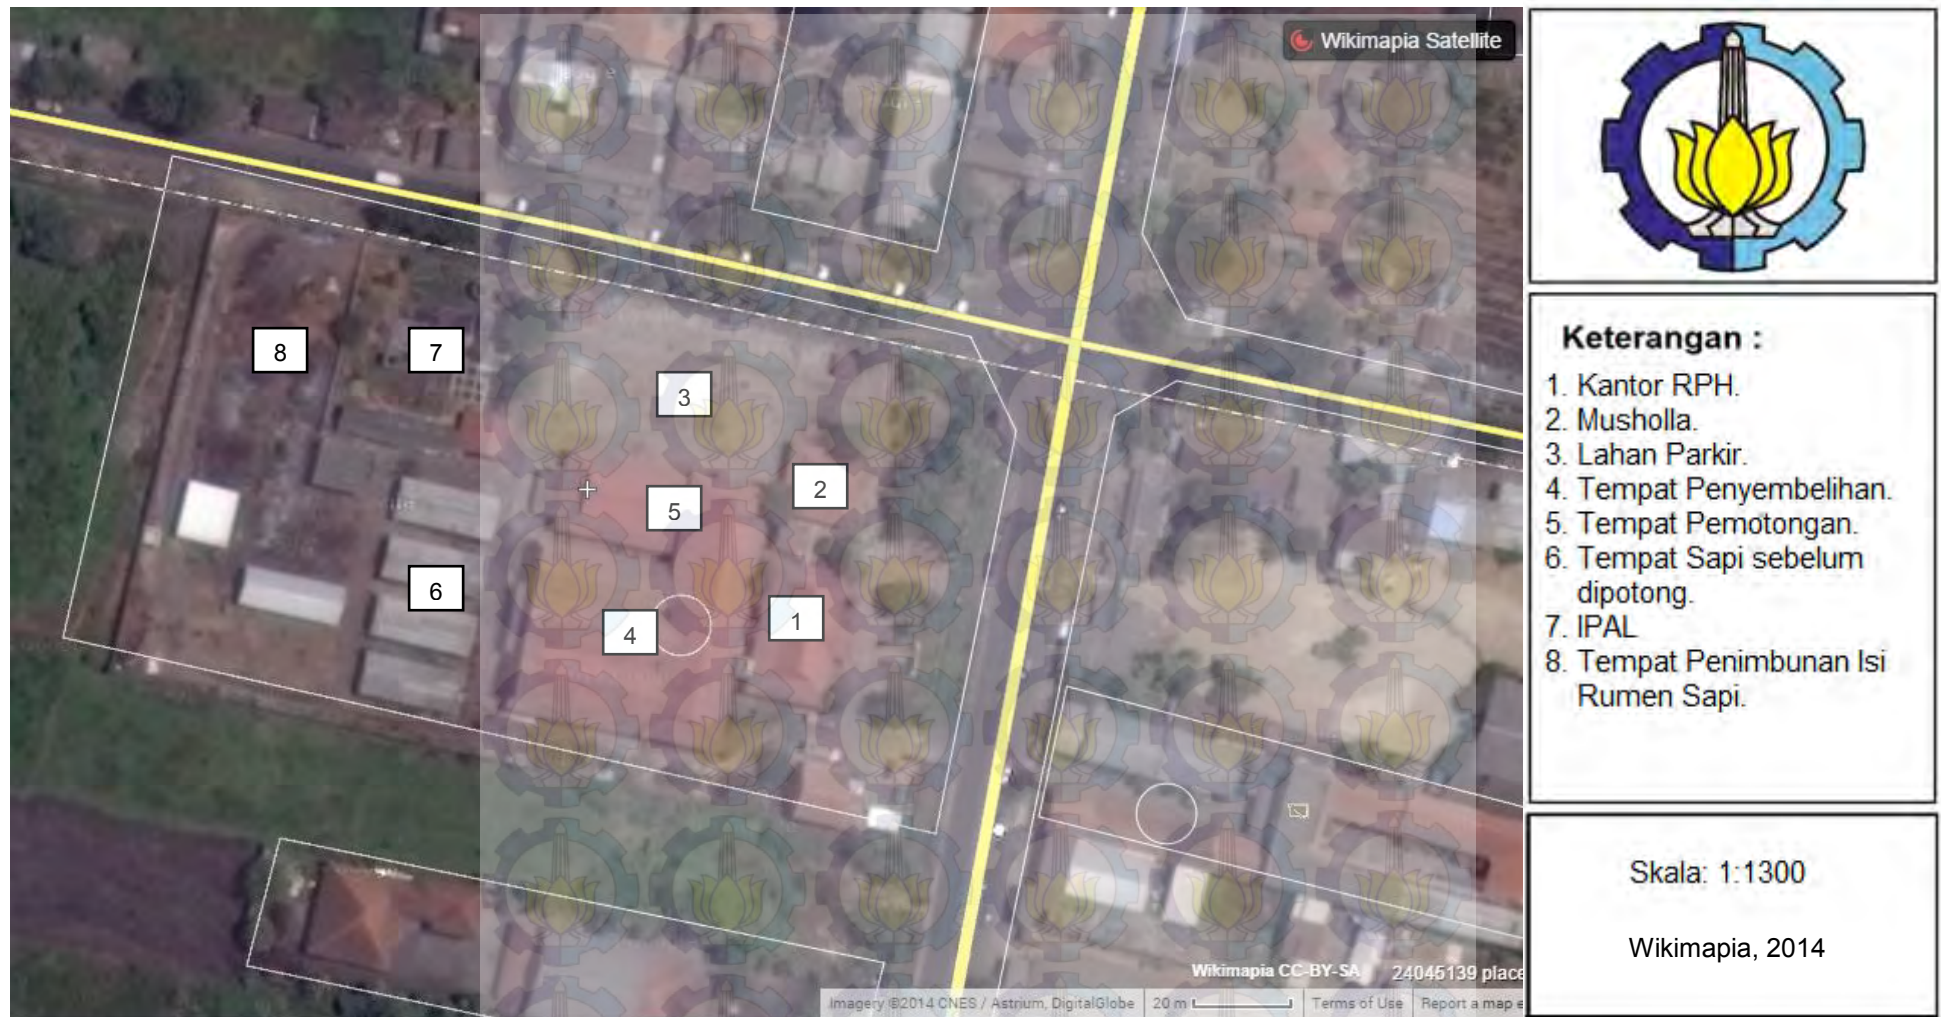 Wikimapia Satellite
8
7
3
2
5
6
1
4
Wikimapia CC-BY-SA
24045139 place
Imagery ©2014 CNES / Astrium, DigitalGlobe
20 m
Terms of Use
Report a map e
Keterangan :
1. Kantor RPH.
2. Musholla.
3. Lahan Parkir.
4. Tempat Penyembelihan.
5. Tempat Pemotongan.
6. Tempat Sapi sebelum
dipotong.
7. IPAL
8. Tempat Penimbunan Isi
Rumen Sapi.
Skala: 1:1300
Wikimapia, 2014